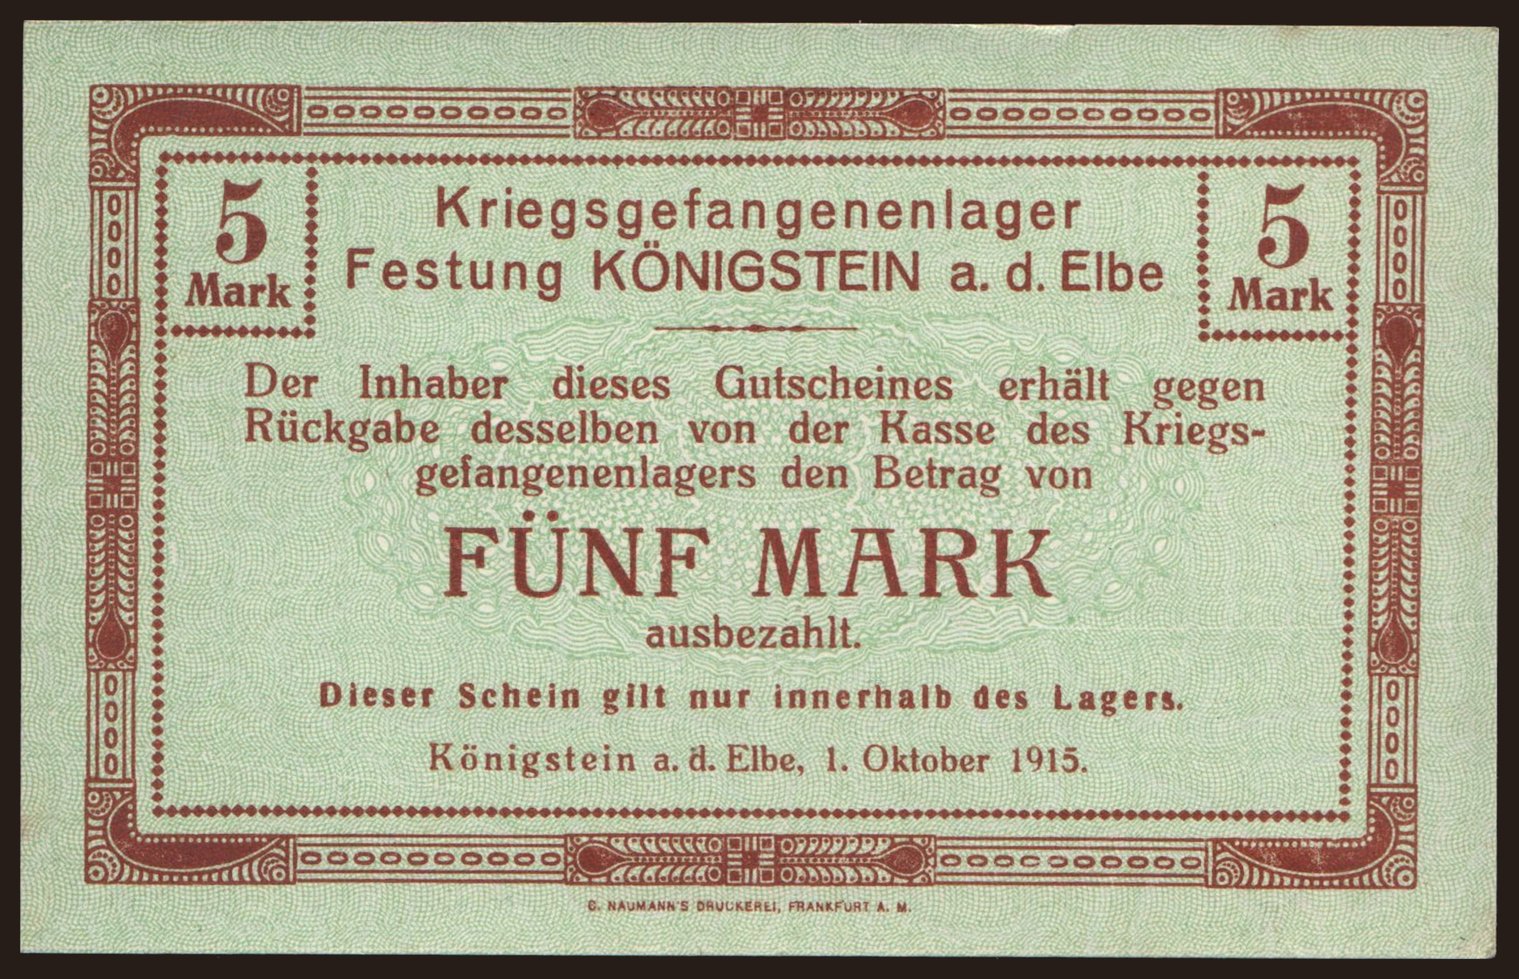 5
Mark
Kriegsgefangenenlager
Festung KÖNIGSTEIN a. d. Elbe
5
Mark
Der Inhaber dieses Gutscheines erhält gegen
Rückgabe desselben von der Kasse des Kriegs-
gefangenenlagers den Betrag von
FÜNF MARK
ausbezahlt.
Dieser Schein gilt nur innerhalb des Lagers.
Königstein a. d. Elbe, 1. Oktober 1915.
C. NAUMANN'S DRUCKEREI, FRANKFURT A. M.